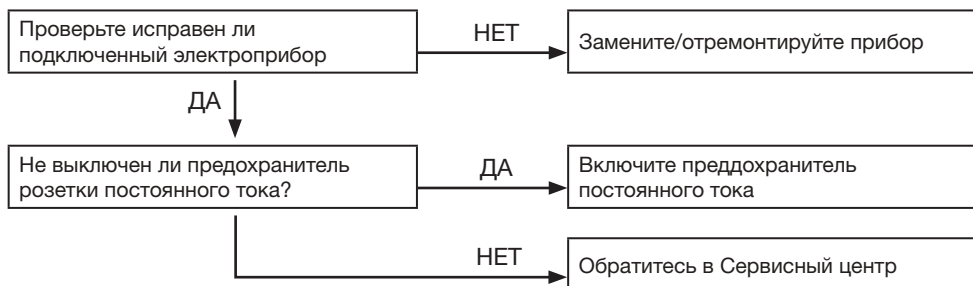 Проверьте исправен ли
подключенный электроприбор
НЕТ
Замените/отремонтируйте прибор
ДА
Не выключен ли предохранитель
розетки постоянного тока?
ДА
Включите преддохранитель
постоянного тока
НЕТ
Обратитесь в Сервисный центр